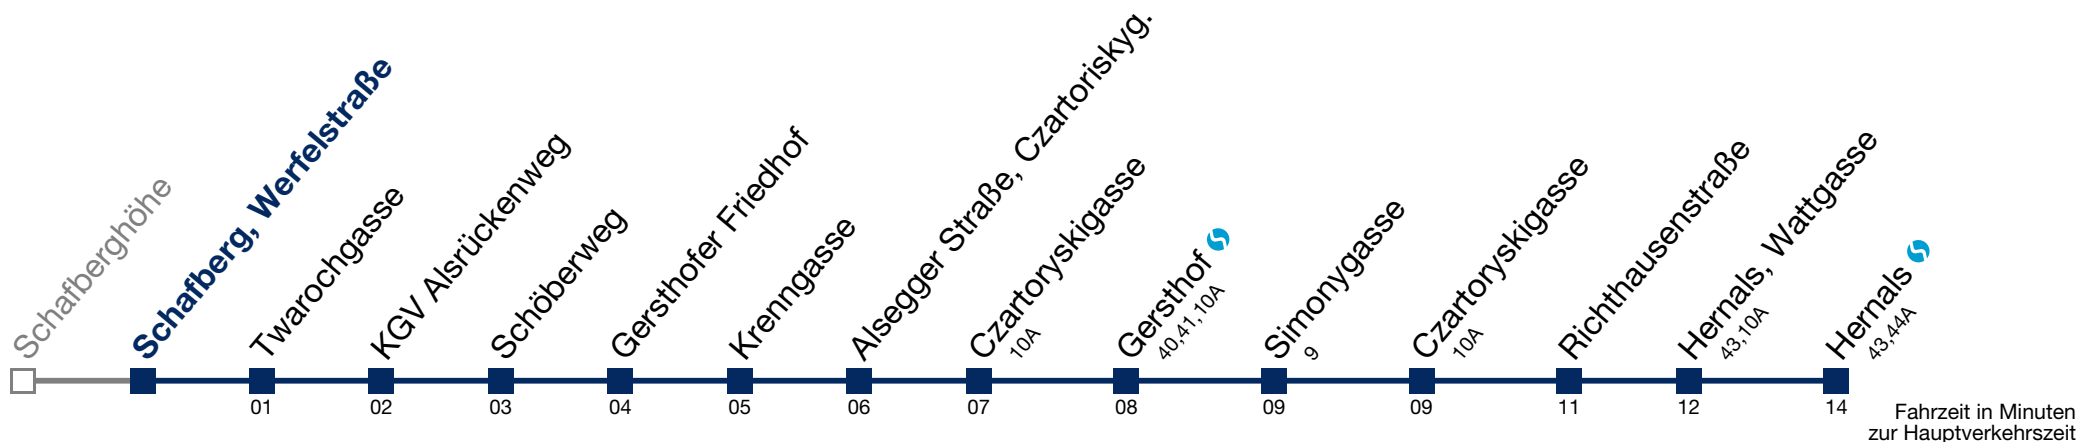 Schafberghöhe
Schafberg, Werfelstraße
Twarochgasse
01
KGV Alsrückenweg
02
Schöberweg
03
Gersthofer Friedhof
04
Krenngasse
05
Alsegger Straße, Czartoriskyg.
06
Czartoryskigasse
10A
07
Gersthof
40,41,10A
08
Simonygasse
9
09
Czartoryskigasse
10A
09
Richthausenstraße
11
Hernals, Wattgasse
43,10A
12
Hernals
43,44A
14
Fahrzeit in Minuten
zur Hauptverkehrszeit